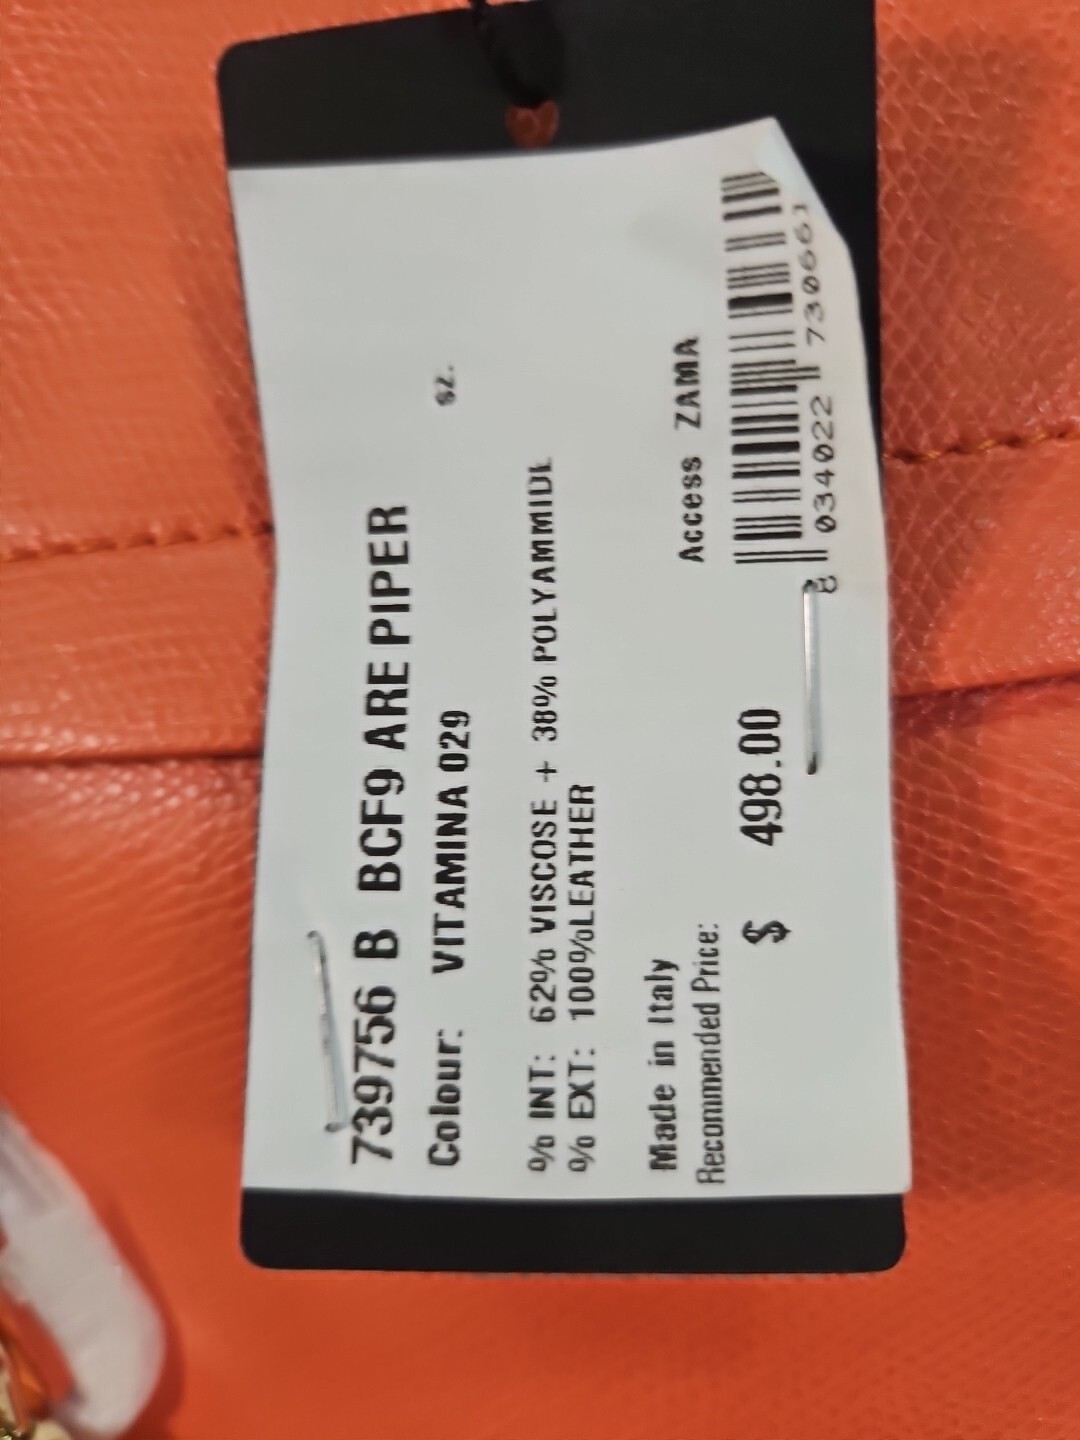 739756 B BCF9 ARE PIPER
Colour: VITAMINA 029 sz.
% INT: 62% VISCOSE + 38% POLYAMMIDE
% EXT: 100%LEATHER
Made in Italy Access ZAMA
Recommended Price:
$ 498.00
8 034022 730661